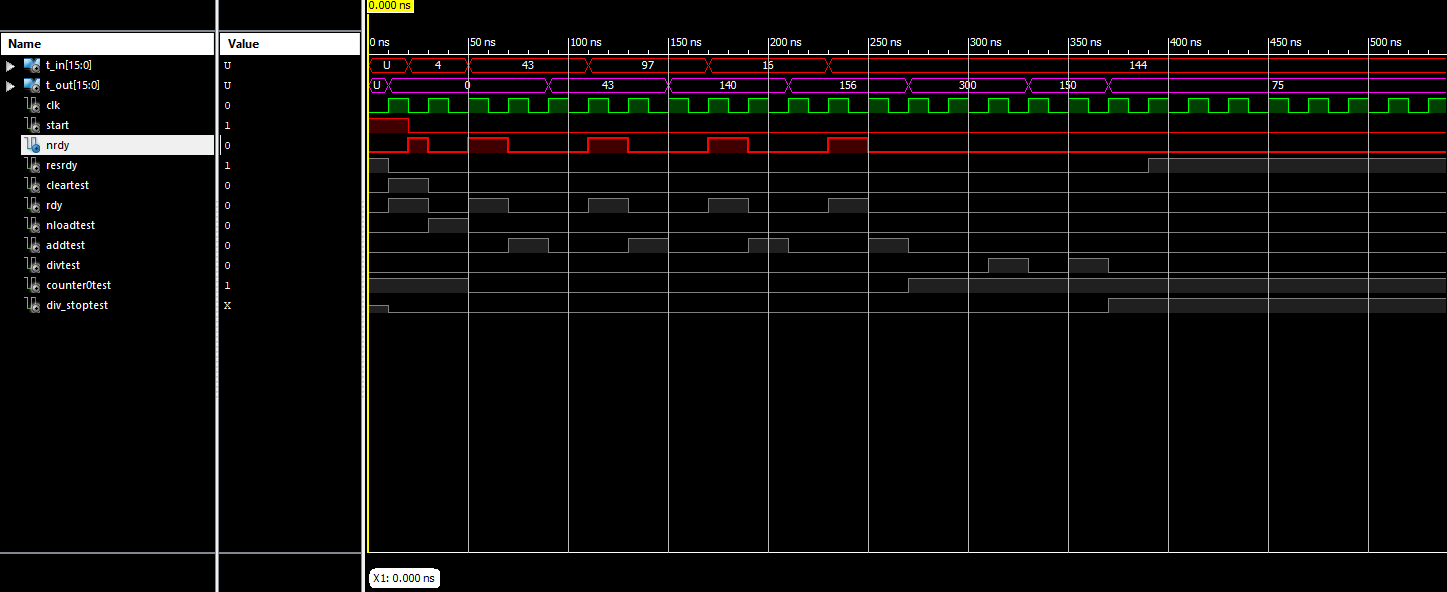 0.000 ns
Name Value 0 ns 50 ns 100 ns 150 ns 200 ns 250 ns 300 ns 350 ns 400 ns 450 ns 500 ns
t_in[15:0] U U 4 43 97 15 144
t_out[15:0] U U 0 43 140 156 300 150 75
clk 0
start 1
nrdy 0
resrdy 1
cleartest 0
rdy 0
nloadtest 0
addtest 0
divtest 0
counter0test 1
div_stoptest X
X1: 0.000 ns